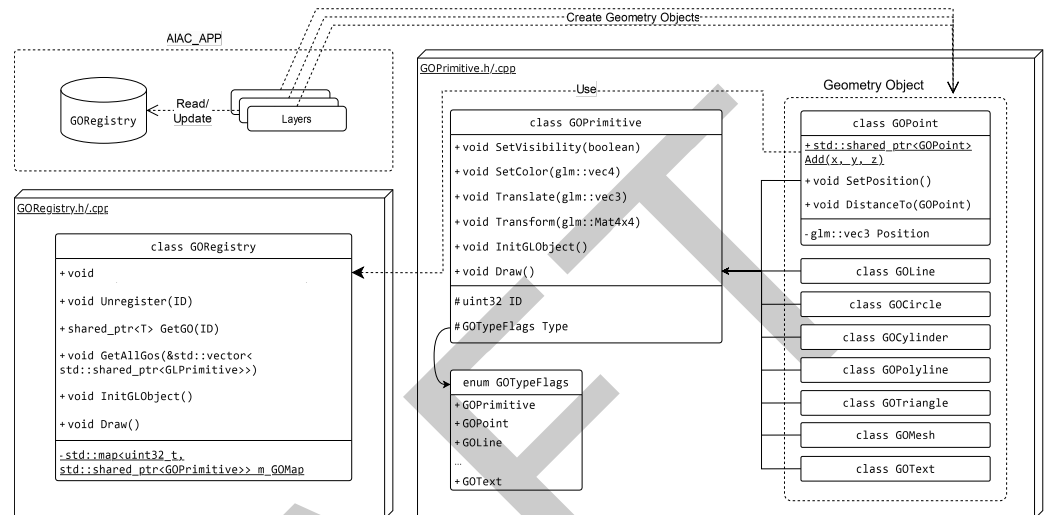 Create Geometry Objects
AIAC_APP
GORegistry
Read/
Update
Layers
GORegistry.h/.cpp
class GORegistry
+ void
+ void Unregister(ID)
+ shared_ptr<T> GetGO(ID)
+ void GetAllGos(&std::vector<
std::shared_ptr<GLPrimitive>>)
+ void InitGLObject()
+ void Draw()
- std::map<uint32_t,
std::shared_ptr<GOPrimitive>> m_GOMap
GOPrimitive.h/.cpp
Use
class GOPrimitive
+ void SetVisibility(boolean)
+ void SetColor(glm::vec4)
+ void Translate(glm::vec3)
+ void Transform(glm::Mat4x4)
+ void InitGLObject()
+ void Draw()
# uint32 ID
# GOTypeFlags Type
enum GOTypeFlags
+ GOPrimitive
+ GOPoint
+ GOLine
...
+ GOText
Geometry Object
class GOPoint
+ std::shared_ptr<GOPoint>
Add(x, y, z)
+ void SetPosition()
+ void DistanceTo(GOPoint)
- glm::vec3 Position
class GOLine
class GOCircle
class GOCylinder
class GOPolyline
class GOTriangle
class GOMesh
class GOText